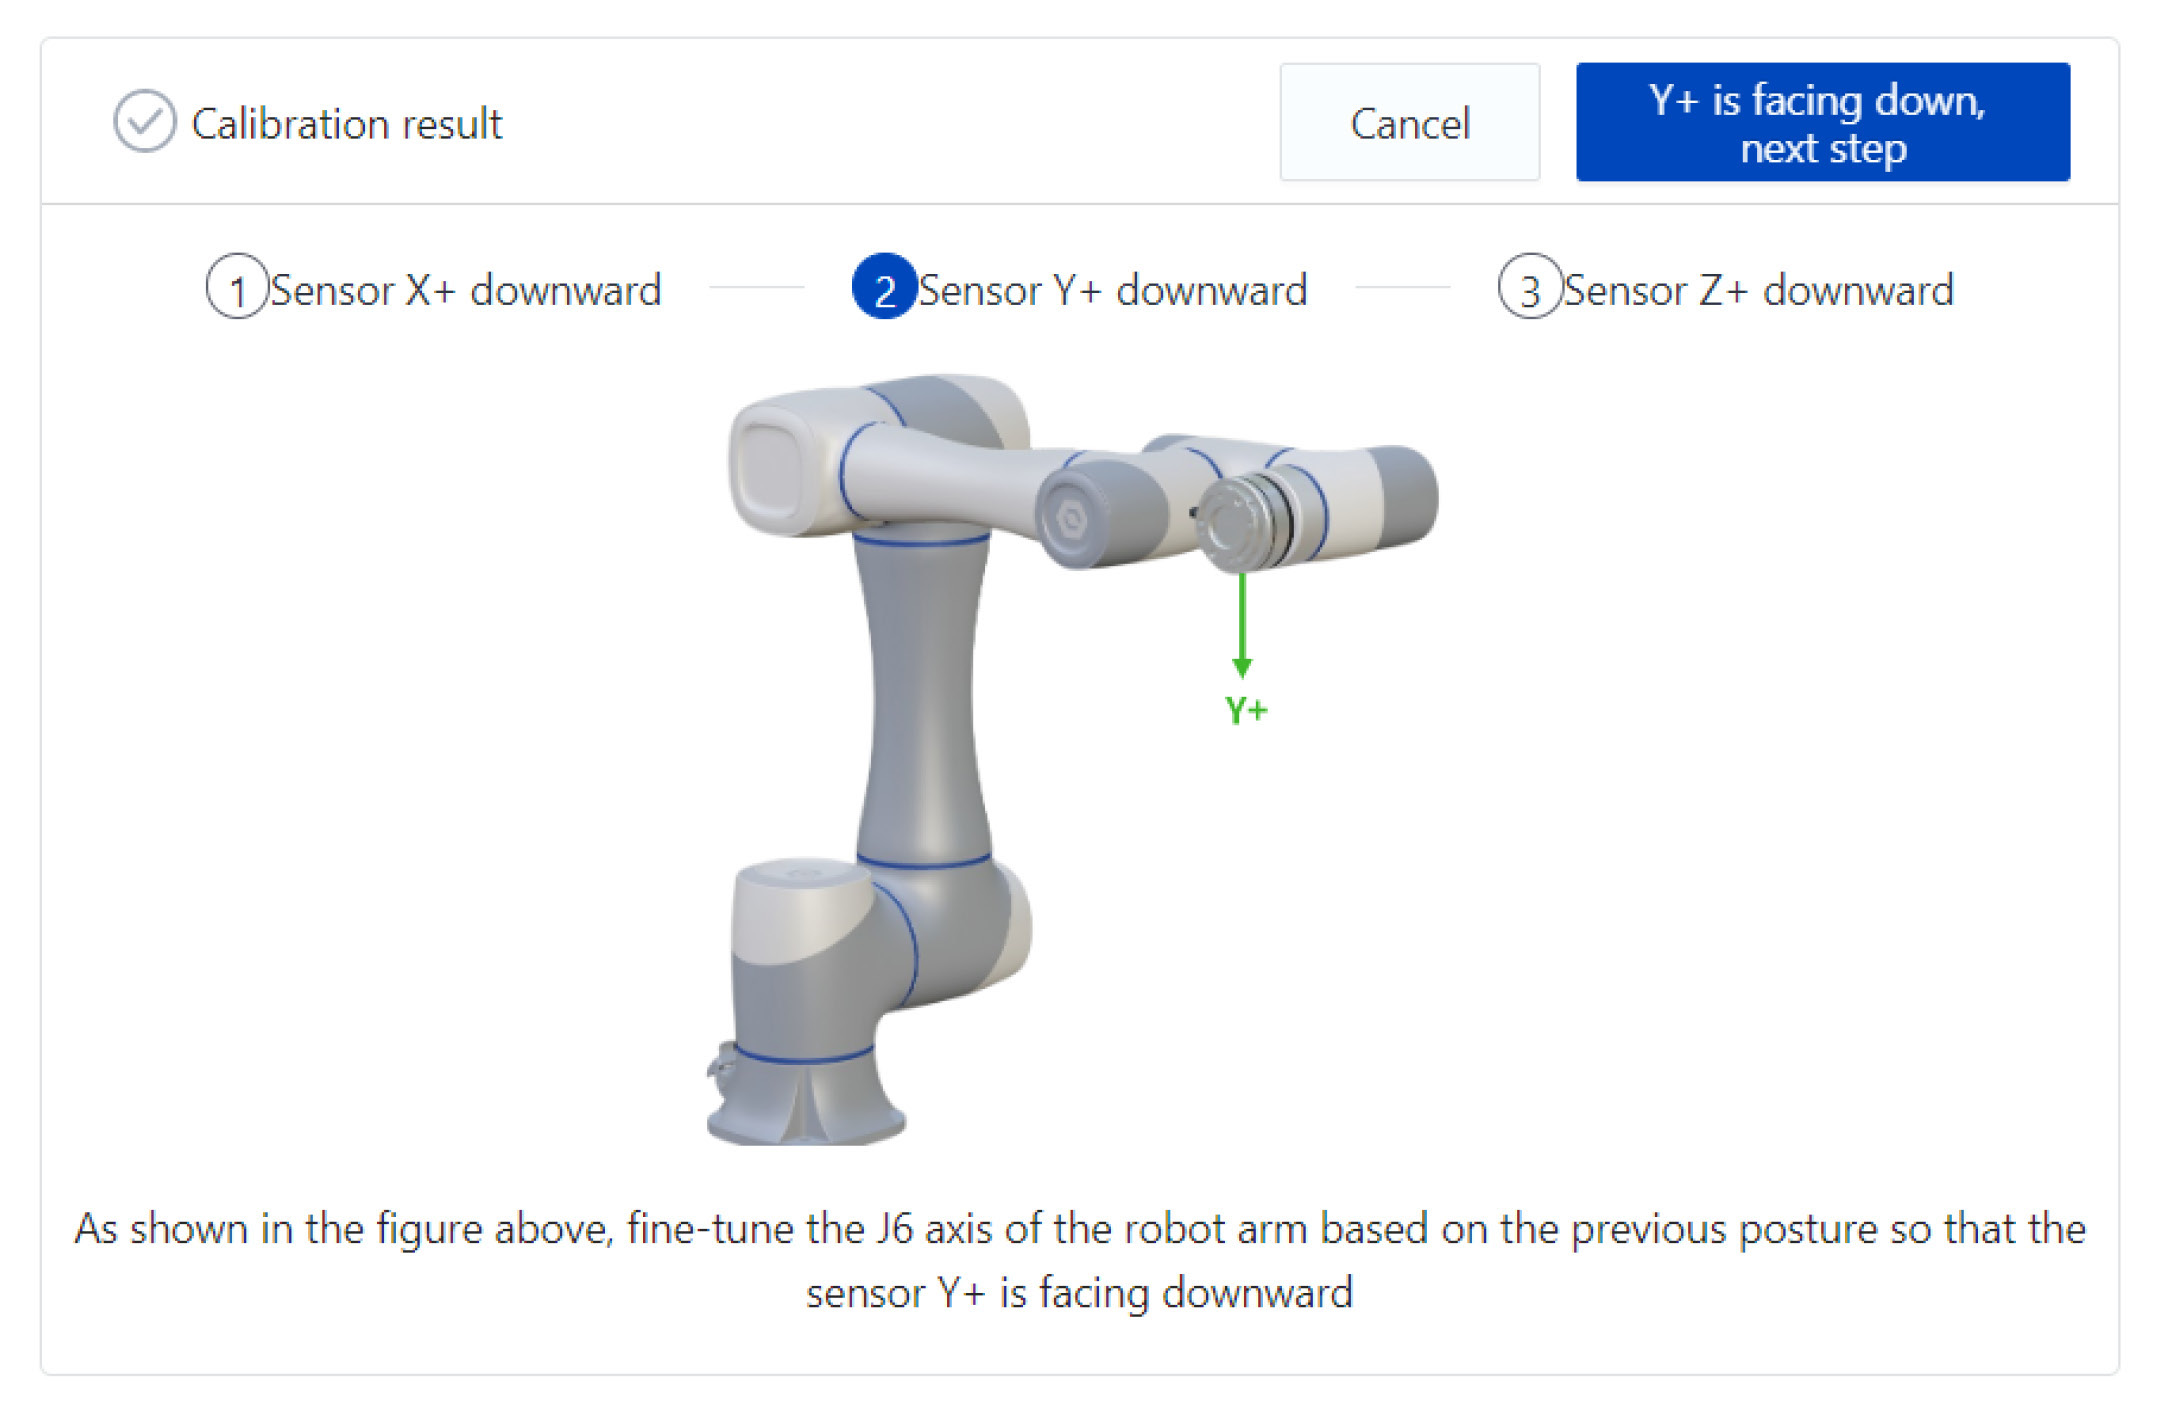 Calibration result
Cancel
Y+ is facing down,
next step
1 Sensor X+ downward
2 Sensor Y+ downward
3 Sensor Z+ downward
Y+
As shown in the figure above, fine-tune the J6 axis of the robot arm based on the previous posture so that the
sensor Y+ is facing downward